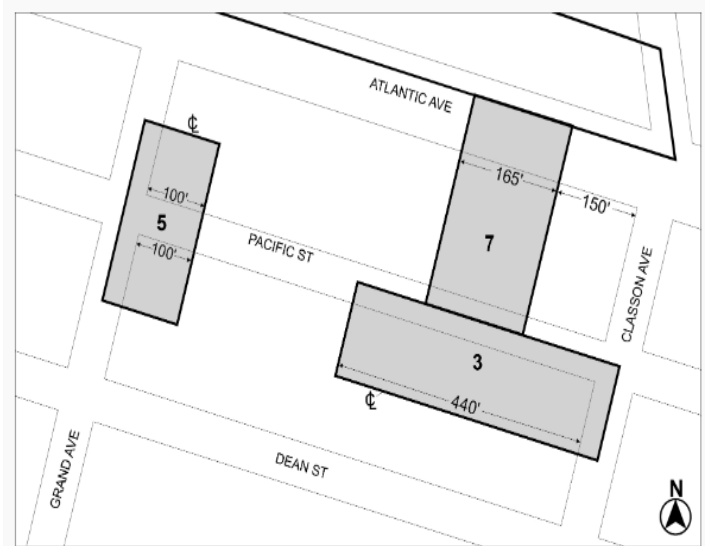 ATLANTIC AVE
℄
165'
100'
150'
5
7
PACIFIC ST
100'
CLASSON AVE
3
440'
℄
DEAN ST
GRAND AVE
N